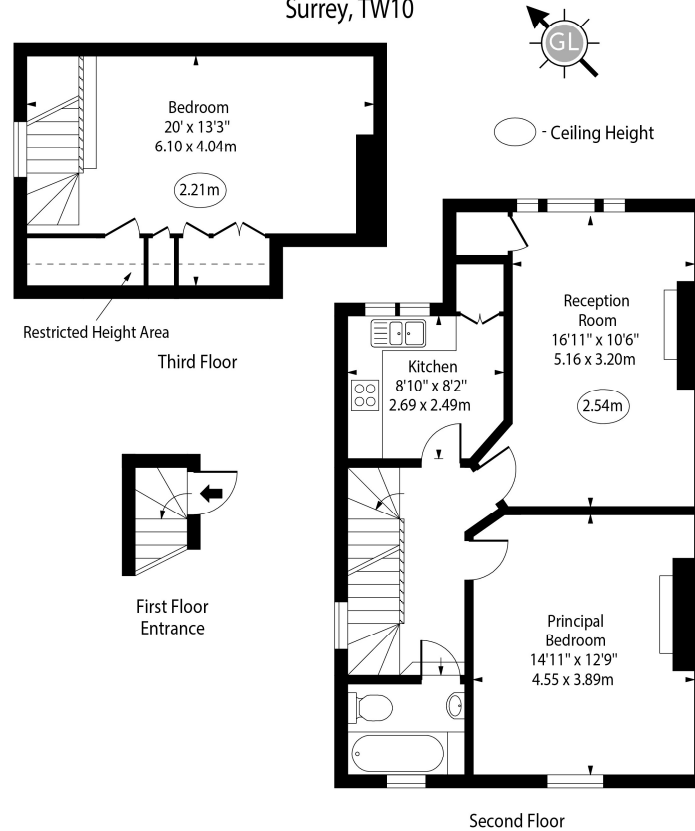 Surrey, TW10
GL
- Ceiling Height
Bedroom
20' x 13'3"
6.10 x 4.04m
2.21m
Restricted Height Area
Third Floor
Reception
Room
16'11" x 10'6"
5.16 x 3.20m
2.54m
Kitchen
8'10" x 8'2"
2.69 x 2.49m
First Floor
Entrance
Principal
Bedroom
14'11" x 12'9"
4.55 x 3.89m
Second Floor